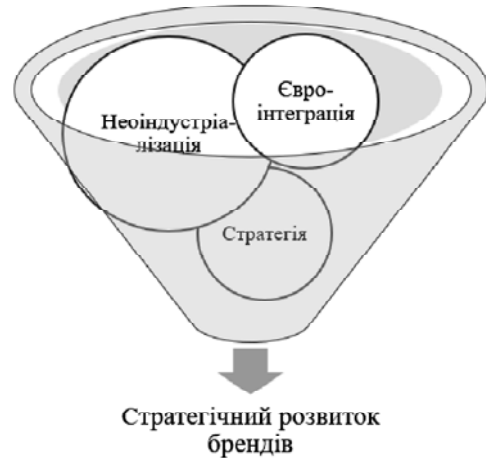 Євро-
інтеграція
Неоіндустріа-
лізація
Стратегія
Стратегічний розвиток
брендів